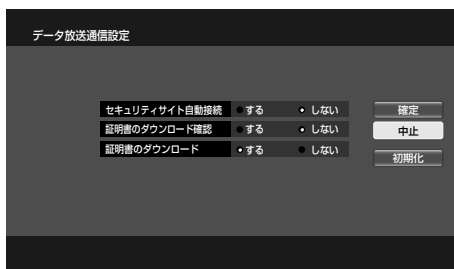 データ放送通信設定
セキュリティサイト自動接続 する しない 確定
証明書のダウンロード確認 する しない 中止
証明書のダウンロード する しない
初期化